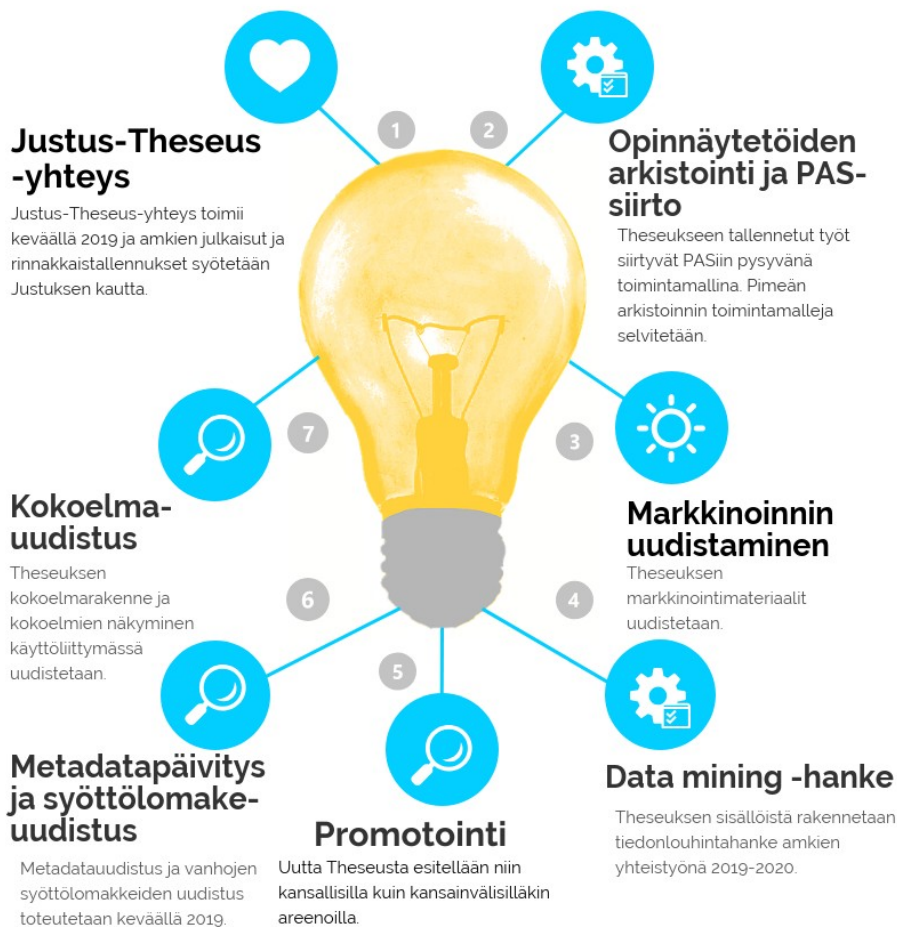 1
Justus-Theseus
-yhteys
Justus-Theseus-yhteys toimii
keväällä 2019 ja amkien julkaisut ja
rinnakkaistallennukset syötetään
Justuksen kautta.
2
Opinnäytetöiden
arkistointi ja PAS-
siirto
Theseukseen tallennetut työt
siirtyvät PASiin pysyvänä
toimintamallina. Pimeän
arkistoinnin toimintamalleja
selvitetään.
3
Markkinoinnin
uudistaminen
Theseuksen
markkinointimateriaalit
uudistetaan.
4
Data mining -hanke
Theseuksen sisällöistä rakennetaan
tiedonlouhintahanke amkien
yhteistyönä 2019-2020.
5
Promotointi
Uutta Theseusta esitellään niin
kansallisilla kuin kansainvälisilläkin
areenoilla.
6
Metadatapäivitys
ja syöttölomake-
uudistus
Metadatauudistus ja vanhojen
syöttölomakkeiden uudistus
toteutetaan keväällä 2019.
7
Kokoelma-
uudistus
Theseuksen
kokoelmarakenne ja
kokoelmien näkyminen
käyttöliittymässä
uudistetaan.